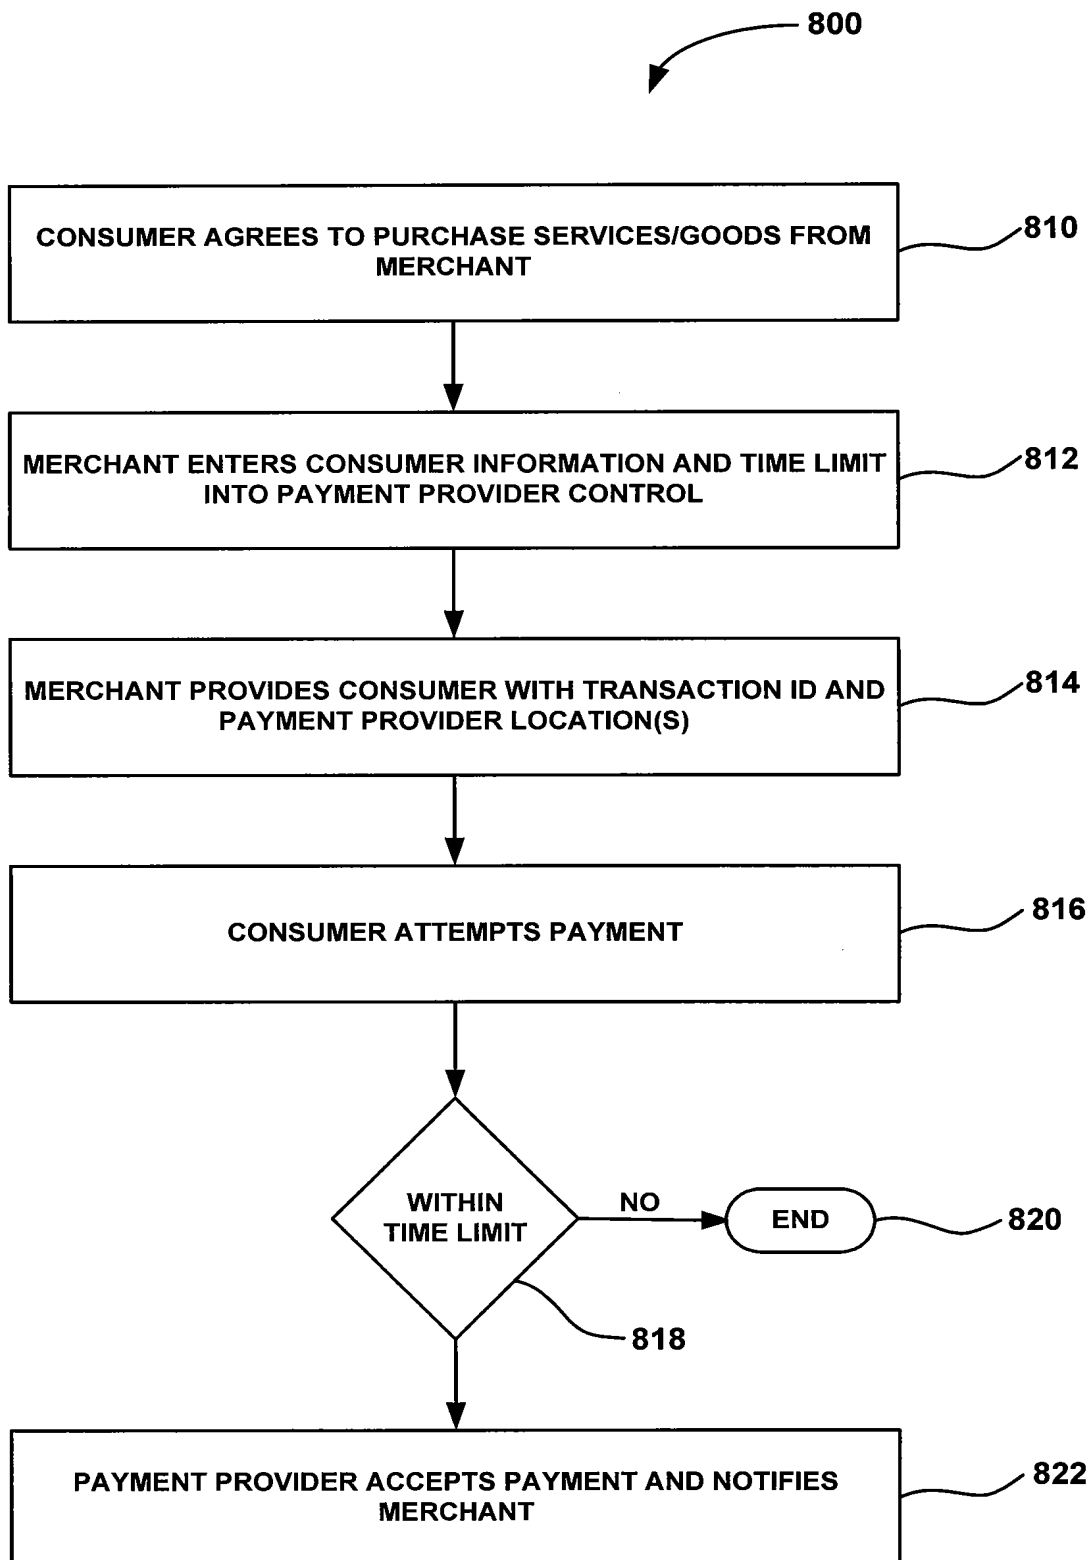 800
CONSUMER AGREES TO PURCHASE SERVICES/GOODS FROM
MERCHANT
810
MERCHANT ENTERS CONSUMER INFORMATION AND TIME LIMIT
INTO PAYMENT PROVIDER CONTROL
812
MERCHANT PROVIDES CONSUMER WITH TRANSACTION ID AND
PAYMENT PROVIDER LOCATION(S)
814
CONSUMER ATTEMPTS PAYMENT
816
WITHIN
TIME LIMIT
NO
END
820
818
PAYMENT PROVIDER ACCEPTS PAYMENT AND NOTIFIES
MERCHANT
822